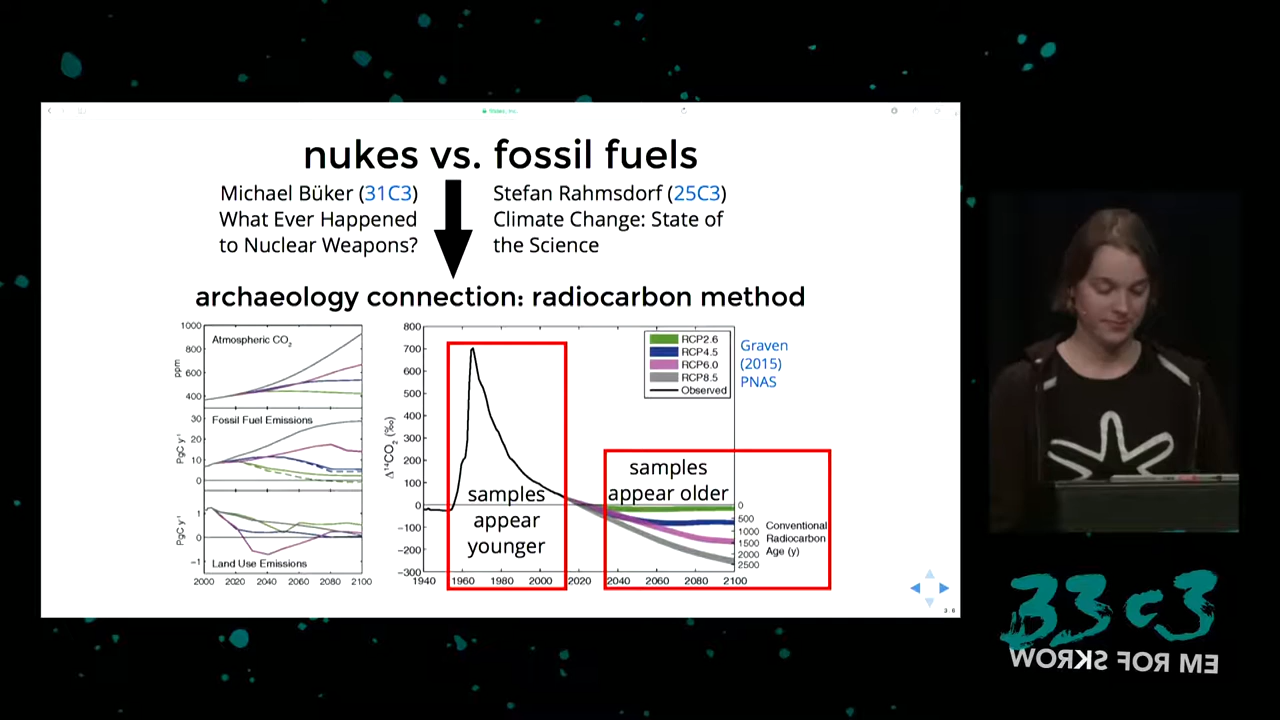 nukes vs. fossil fuels
Michael Büker (31C3)
What Ever Happened
to Nuclear Weapons?
Stefan Rahmsdorf (25C3)
Climate Change: State of
the Science
archaeology connection: radiocarbon method
1000
800
600
400
ppm
Atmospheric CO2
30
20
10
0
PgC y-1
Fossil Fuel Emissions
1
0
−1
PgC y-1
Land Use Emissions
2000 2020 2040 2060 2080 2100
800
700
600
500
400
300
200
100
0
−100
−200
−300
Δ14CO2 (‰)
1940 1960 1980 2000 2020 2040 2060 2080 2100
RCP2.6
RCP4.5
RCP6.0
RCP8.5
Observed
Graven
(2015)
PNAS
samples
appear
younger
samples
appear older
0
500
1000
1500
2000
2500
Conventional
Radiocarbon
Age (y)
3.6
33c3
WORKS FOR ME